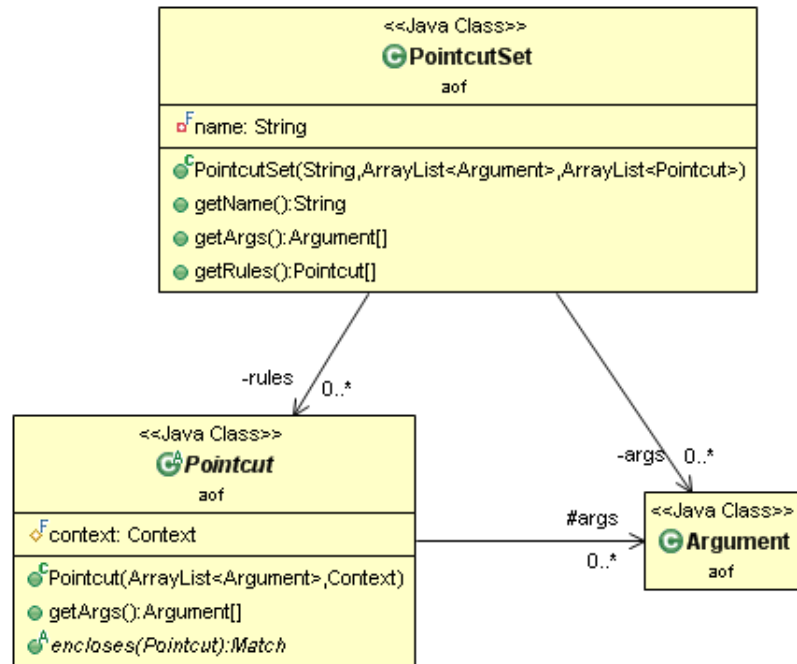 <<Java Class>>
C PointcutSet
aof
F name: String
C PointcutSet(String,ArrayList<Argument>,ArrayList<Pointcut>)
getName():String
getArgs():Argument[]
getRules():Pointcut[]
-rules
0..*
-args 0..*
<<Java Class>>
C A Pointcut
aof
F context: Context
C Pointcut(ArrayList<Argument>,Context)
getArgs():Argument[]
A encloses(Pointcut):Match
#args
0..*
<<Java Class>>
C Argument
aof